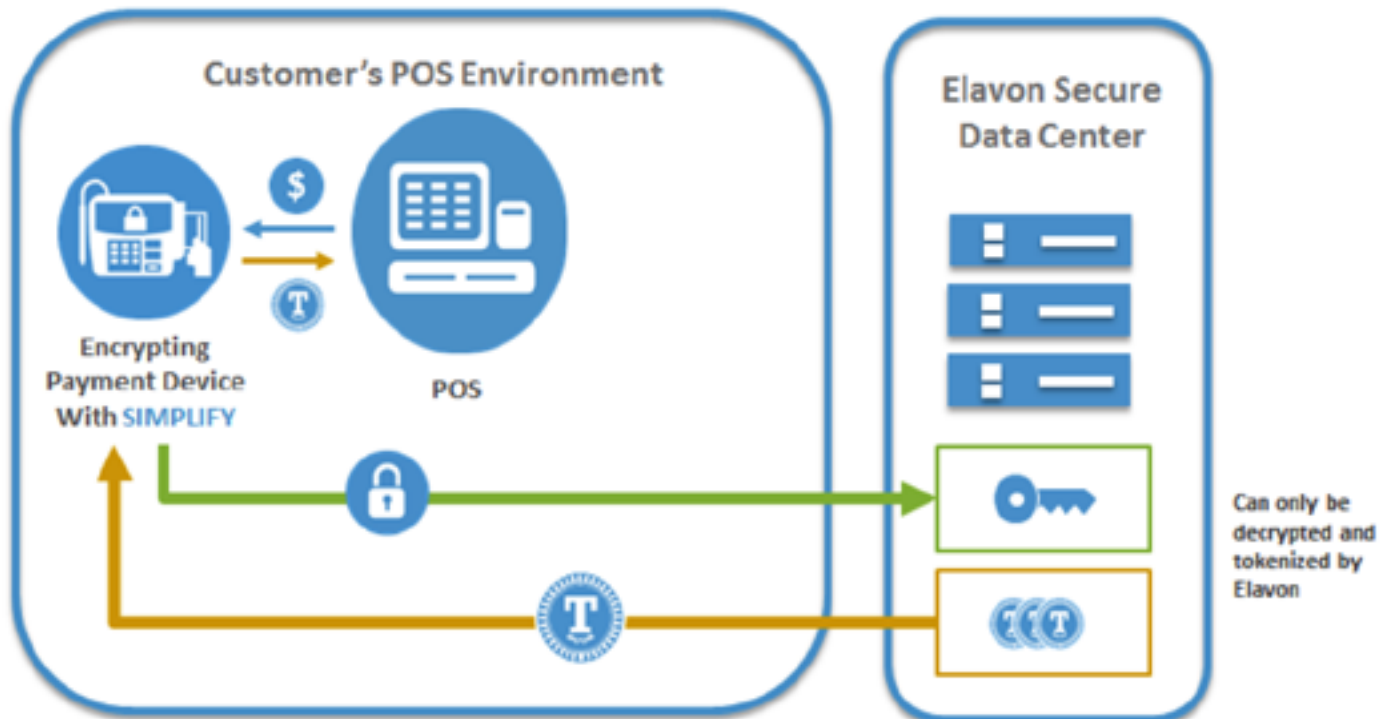 Customer's POS Environment
Elavon Secure
Data Center
$
T
Encrypting
Payment Device
With SIMPLIFY
POS
Can only be
decrypted and
tokenized by
Elavon
T
T T T